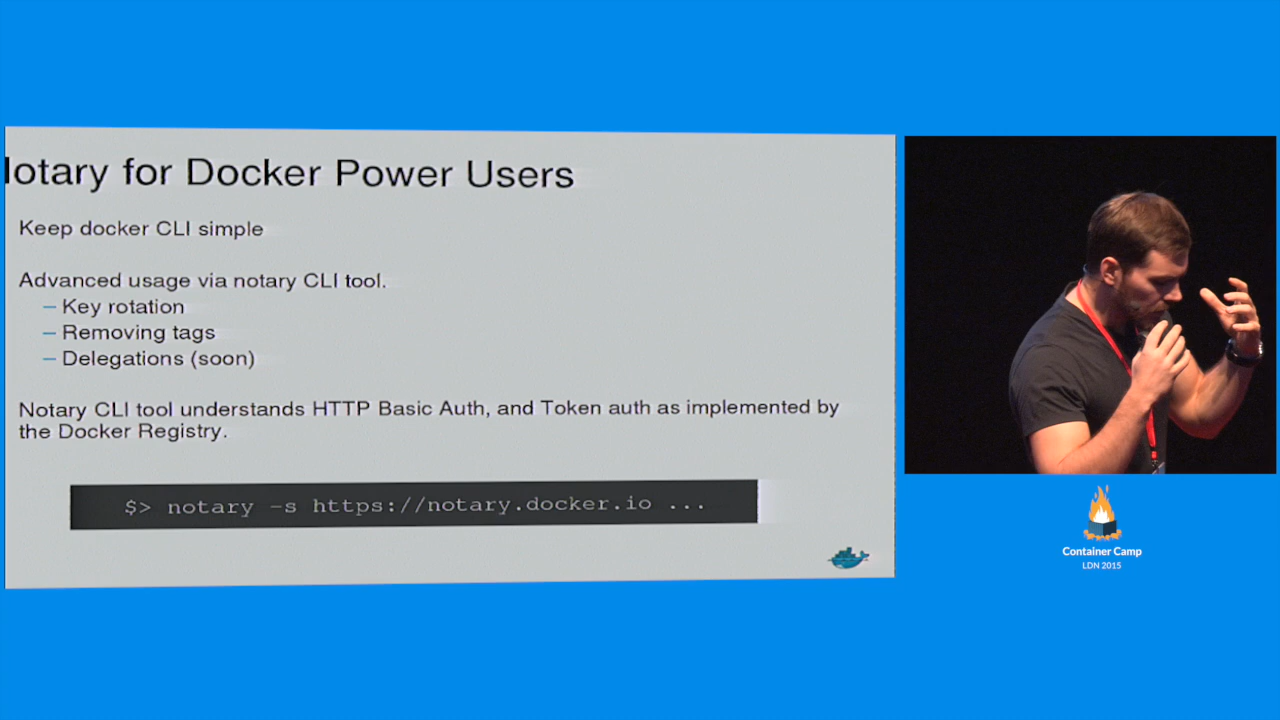 otary for Docker Power Users
Keep docker CLI simple
Advanced usage via notary CLI tool.
– Key rotation
– Removing tags
– Delegations (soon)
Notary CLI tool understands HTTP Basic Auth, and Token auth as implemented by
the Docker Registry.
$> notary -s https://notary.docker.io ...
Container Camp
LDN 2015